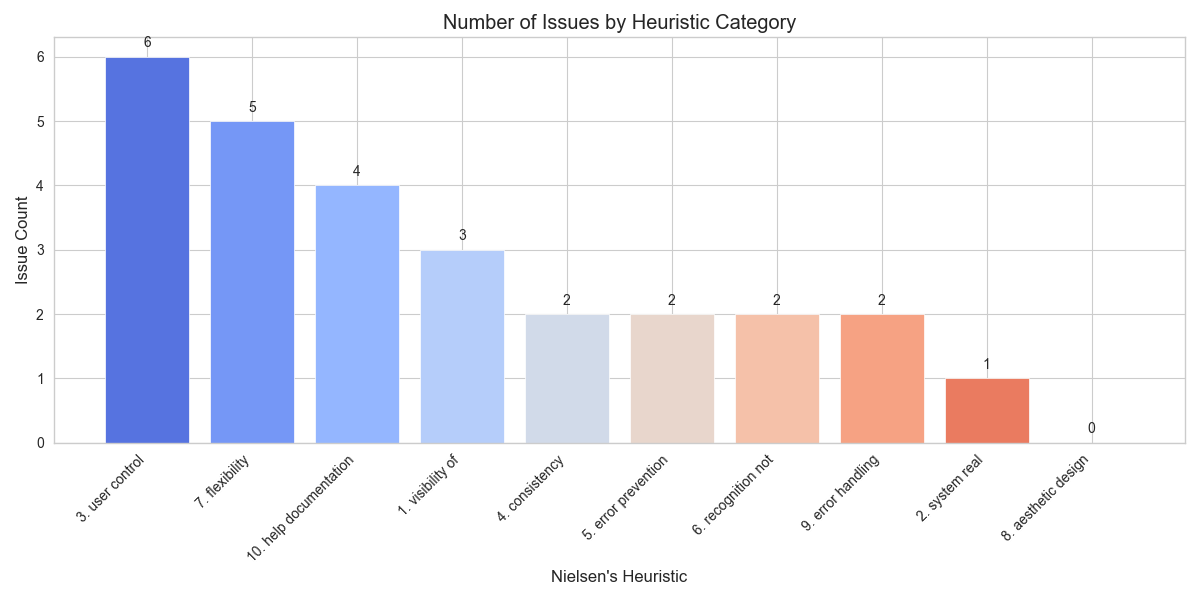 Number of Issues by Heuristic Category
Issue Count
6
5
4
3
2
1
0
6
5
4
3
2
2
2
2
1
0
3. user control
7. flexibility
10. help documentation
1. visibility of
4. consistency
5. error prevention
6. recognition not
9. error handling
2. system real
8. aesthetic design
Nielsen's Heuristic